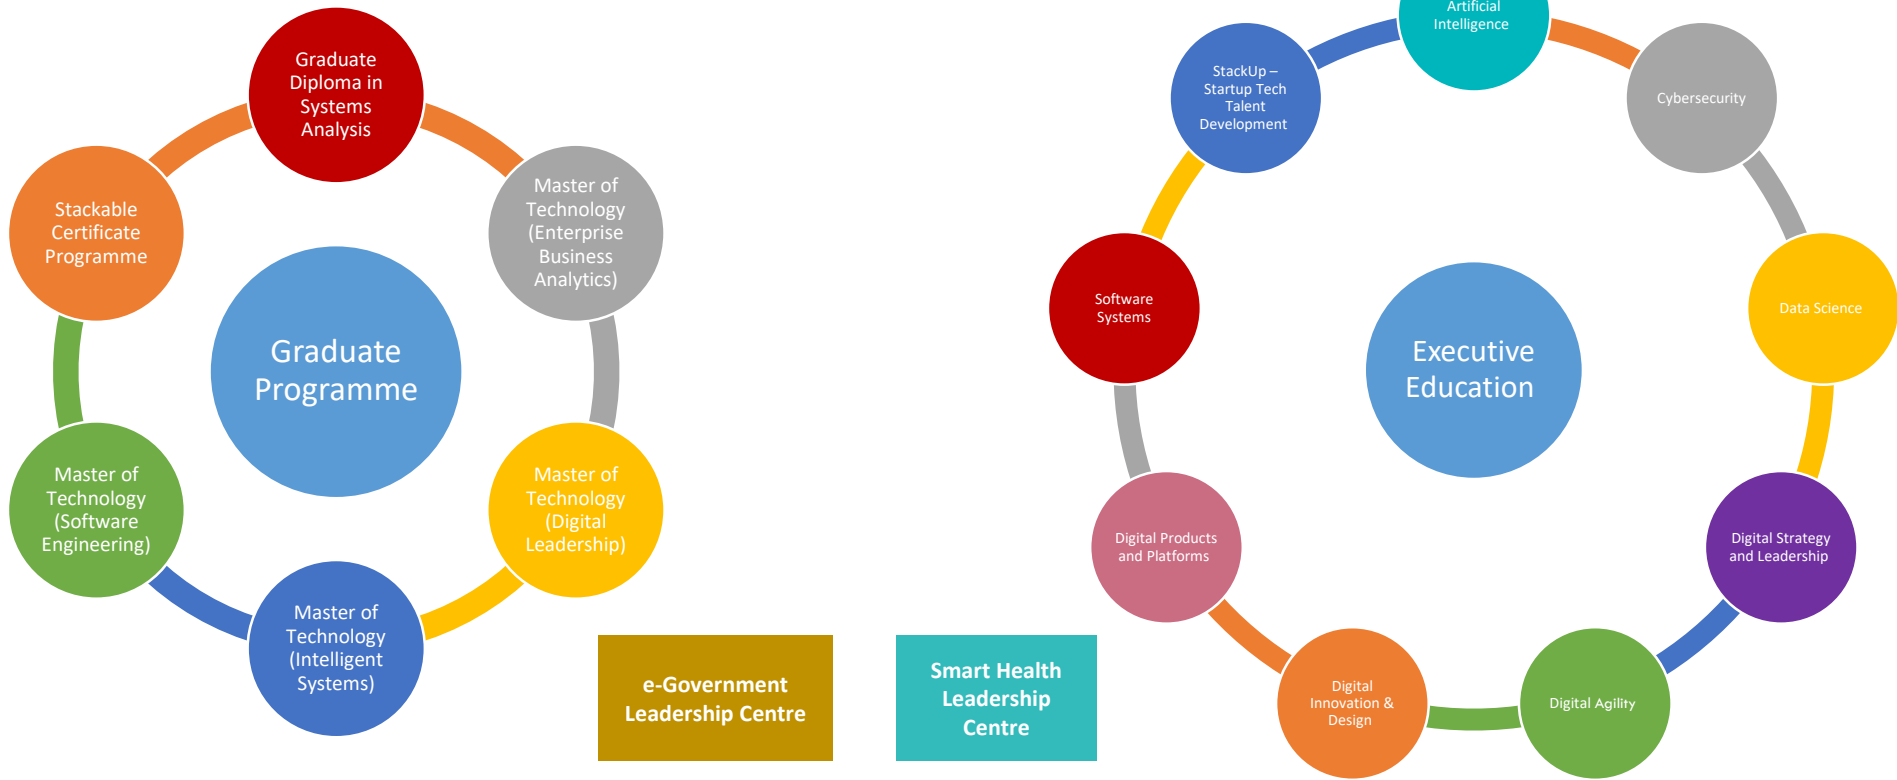 Graduate
Diploma in
Systems
Analysis
Master of
Technology
(Enterprise
Business
Analytics)
Master of
Technology
(Digital
Leadership)
Master of
Technology
(Intelligent
Systems)
Master of
Technology
(Software
Engineering)
Stackable
Certificate
Programme
Graduate
Programme
e-Government
Leadership Centre
Smart Health
Leadership
Centre
Artificial
Intelligence
Cybersecurity
Data Science
Digital Strategy
and Leadership
Digital Agility
Digital
Innovation &
Design
Digital Products
and Platforms
Software
Systems
StackUp –
Startup Tech
Talent
Development
Executive
Education